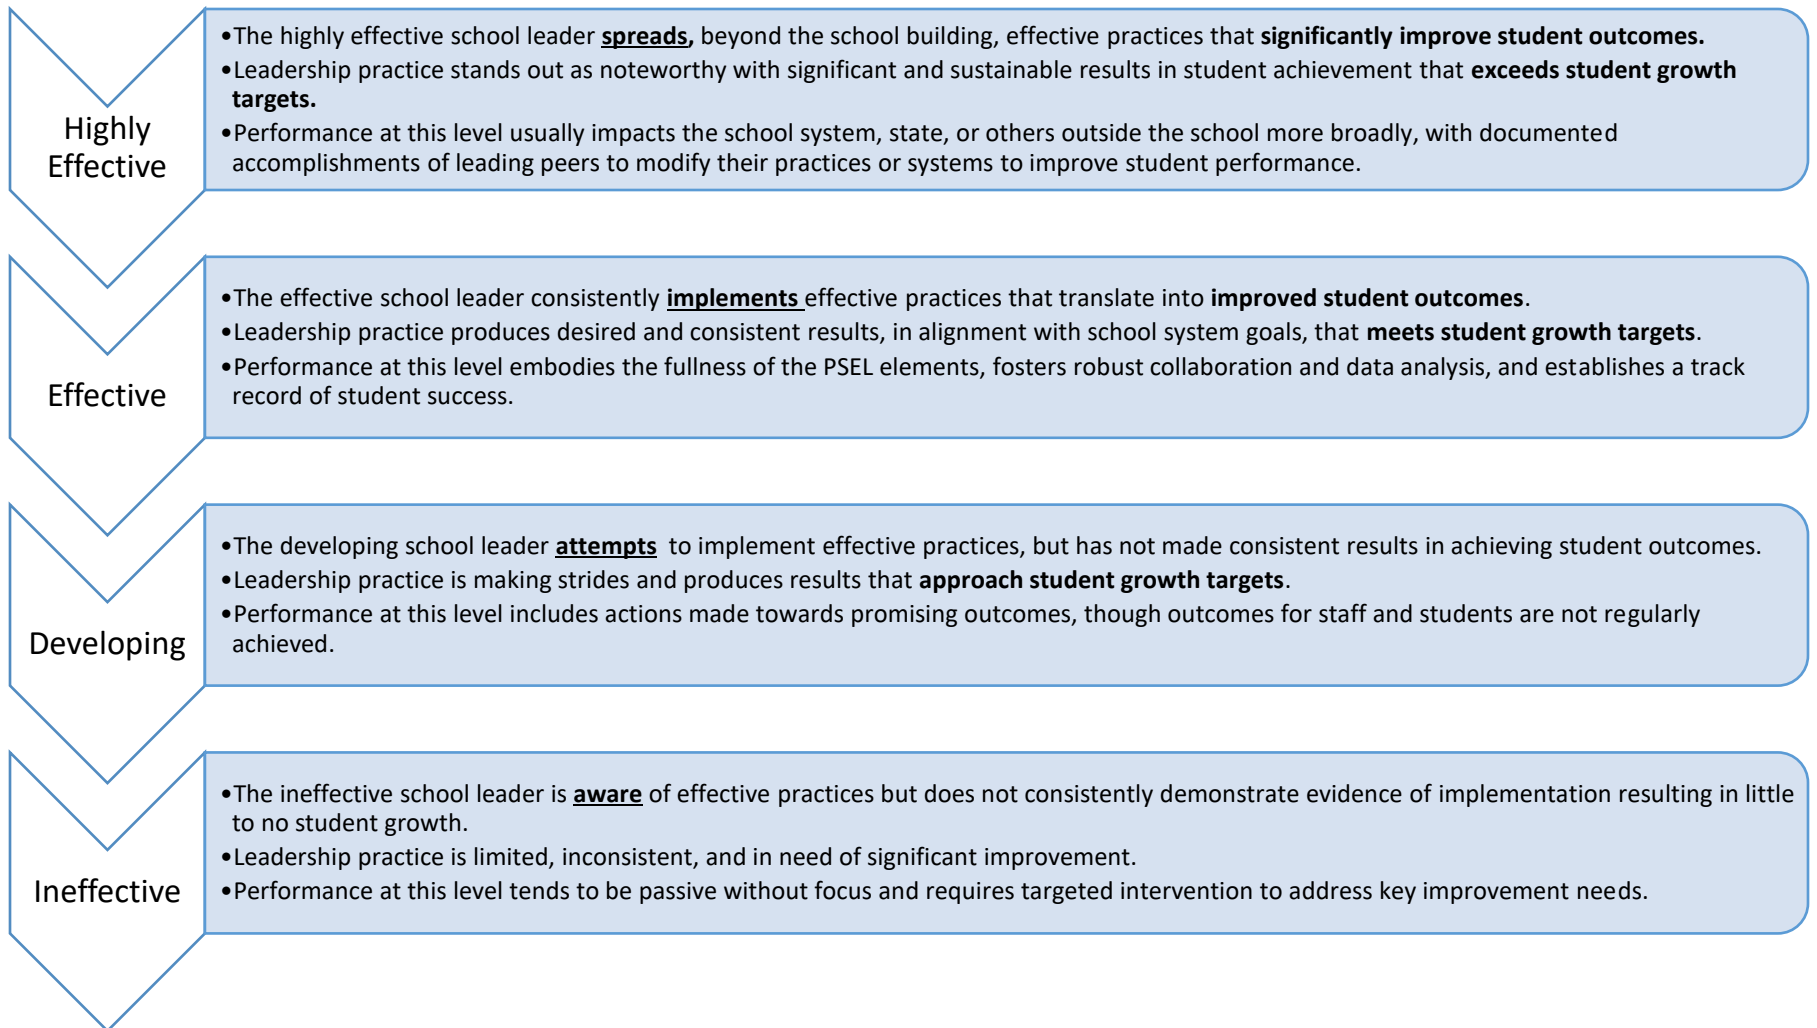 Highly
Effective
•The highly effective school leader spreads, beyond the school building, effective practices that significantly improve student outcomes.
•Leadership practice stands out as noteworthy with significant and sustainable results in student achievement that exceeds student growth
targets.
•Performance at this level usually impacts the school system, state, or others outside the school more broadly, with documented
accomplishments of leading peers to modify their practices or systems to improve student performance.
Effective
•The effective school leader consistently implements effective practices that translate into improved student outcomes.
•Leadership practice produces desired and consistent results, in alignment with school system goals, that meets student growth targets.
•Performance at this level embodies the fullness of the PSEL elements, fosters robust collaboration and data analysis, and establishes a track
record of student success.
Developing
•The developing school leader attempts to implement effective practices, but has not made consistent results in achieving student outcomes.
•Leadership practice is making strides and produces results that approach student growth targets.
•Performance at this level includes actions made towards promising outcomes, though outcomes for staff and students are not regularly
achieved.
Ineffective
•The ineffective school leader is aware of effective practices but does not consistently demonstrate evidence of implementation resulting in little
to no student growth.
•Leadership practice is limited, inconsistent, and in need of significant improvement.
•Performance at this level tends to be passive without focus and requires targeted intervention to address key improvement needs.